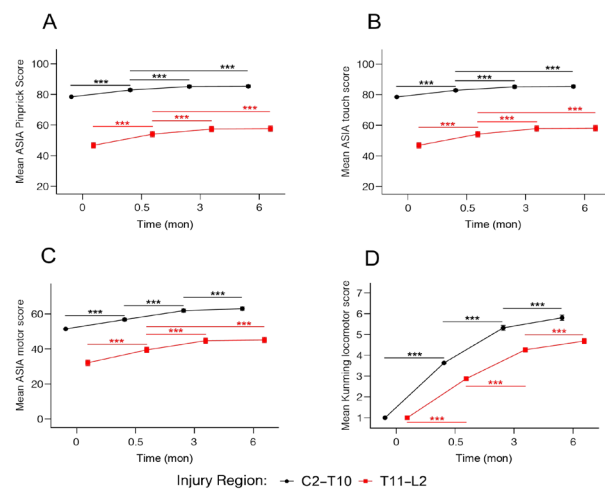 A
Mean ASIA Pinprick Score
100
80
60
40
20
***
***
***
***
***
***
0 0.5 3 6
Time (mon)
B
Mean ASIA touch score
100
80
60
40
20
***
***
***
***
***
***
0 0.5 3 6
Time (mon)
C
Mean ASIA motor score
60
40
20
0
***
***
***
***
***
***
0 0.5 3 6
Time (mon)
D
Mean Kunming locomotor score
7
6
5
4
3
2
1
***
***
***
***
***
***
0 0.5 3 6
Time (mon)
Injury Region: C2–T10 T11–L2